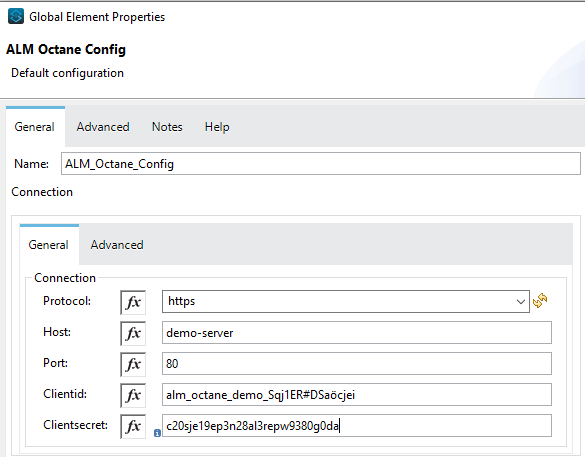 Global Element Properties
ALM Octane Config
Default configuration
General Advanced Notes Help
Name: ALM_Octane_Config
Connection
General Advanced
Connection
Protocol: fx https
Host: fx demo-server
Port: fx 80
Clientid: fx alm_octane_demo_Sqj1ER#DSaöcjei
Clientsecret: fx c20sje19ep3n28al3repw9380g0da